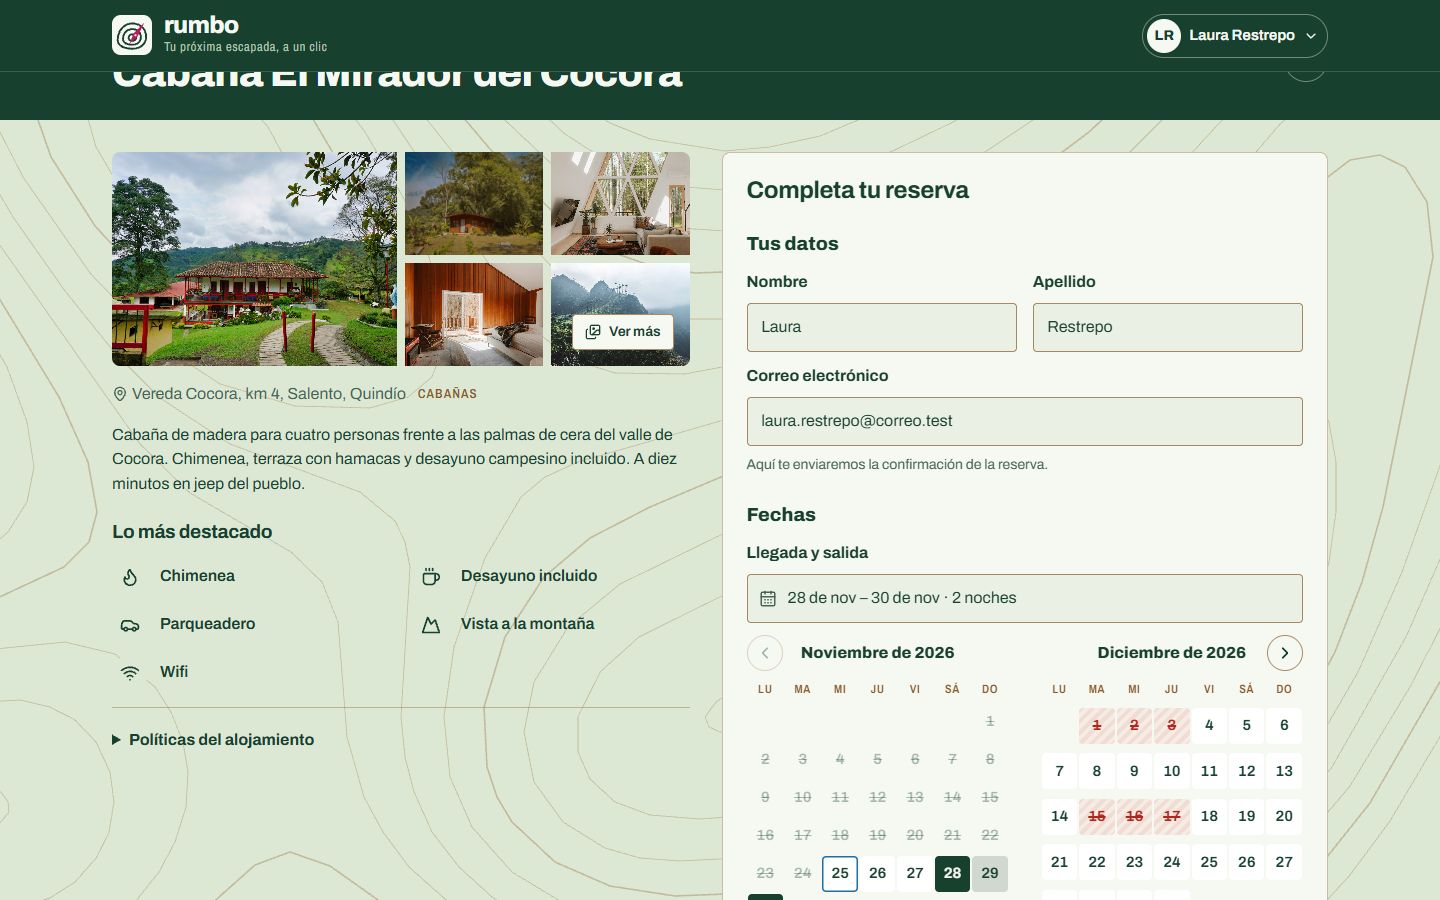 rumbo
Tu próxima escapada, a un clic
LR Laura Restrepo
Cabaña El Mirador del Cocora
Ver más
Vereda Cocora, km 4, Salento, Quindío CABAÑAS
Cabaña de madera para cuatro personas frente a las palmas de cera del valle de
Cocora. Chimenea, terraza con hamacas y desayuno campesino incluido. A diez
minutos en jeep del pueblo.
Lo más destacado
Chimenea
Desayuno incluido
Parqueadero
Vista a la montaña
Wifi
Políticas del alojamiento
Completa tu reserva
Tus datos
Nombre
Apellido
Laura
Restrepo
Correo electrónico
laura.restrepo@correo.test
Aquí te enviaremos la confirmación de la reserva.
Fechas
Llegada y salida
28 de nov – 30 de nov · 2 noches
Noviembre de 2026
LU MA MI JU VI SÁ DO
1
2 3 4 5 6 7 8
9 10 11 12 13 14 15
16 17 18 19 20 21 22
23 24 25 26 27 28 29
Diciembre de 2026
LU MA MI JU VI SÁ DO
1 2 3 4 5 6
7 8 9 10 11 12 13
14 15 16 17 18 19 20
21 22 23 24 25 26 27